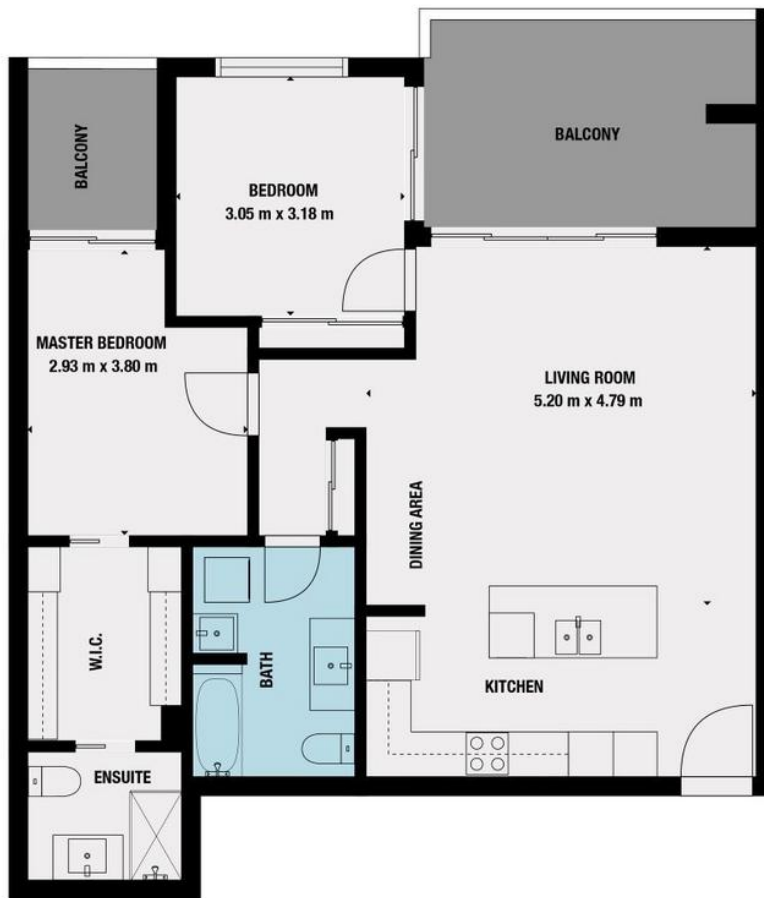 BALCONY
BALCONY
BEDROOM
3.05 m x 3.18 m
MASTER BEDROOM
2.93 m x 3.80 m
LIVING ROOM
5.20 m x 4.79 m
DINING AREA
W.I.C.
BATH
KITCHEN
ENSUITE